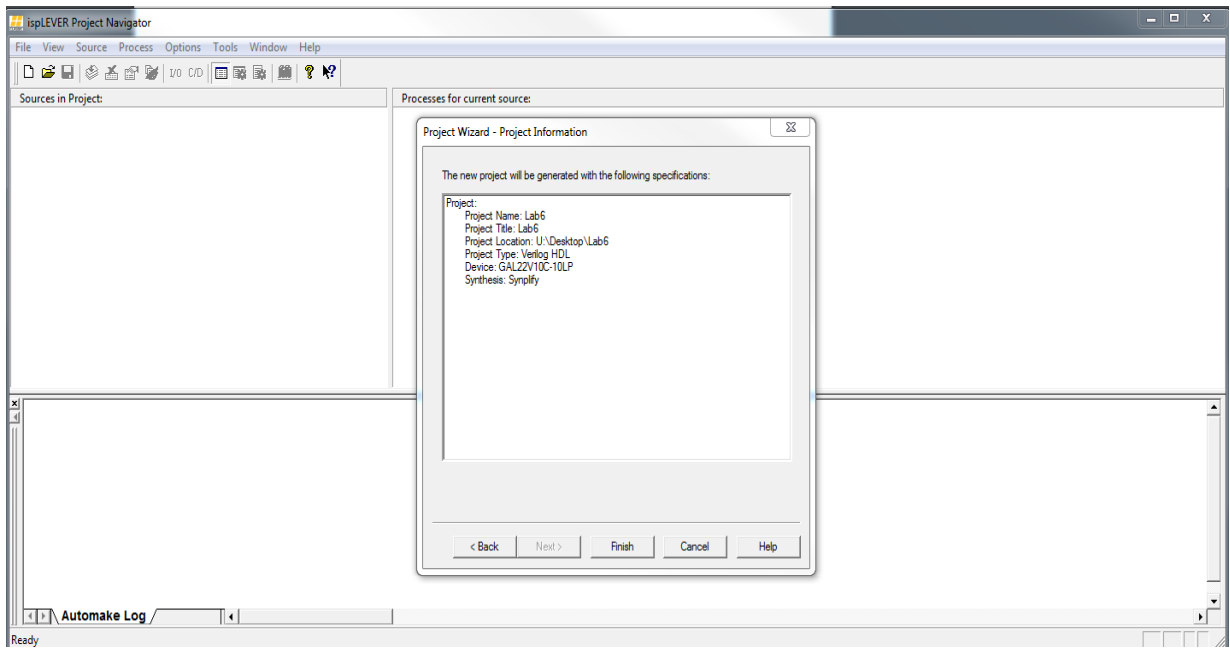 ispLEVER Project Navigator
File View Source Process Options Tools Window Help
I/O C/D
Sources in Project:
Processes for current source:
Project Wizard - Project Information
The new project will be generated with the following specifications:
Project:
Project Name: Lab6
Project Title: Lab6
Project Location: U:\Desktop\Lab6
Project Type: Verilog HDL
Device: GAL22V10C-10LP
Synthesis: Synplify
< Back Next > Finish Cancel Help
Automake Log
Ready